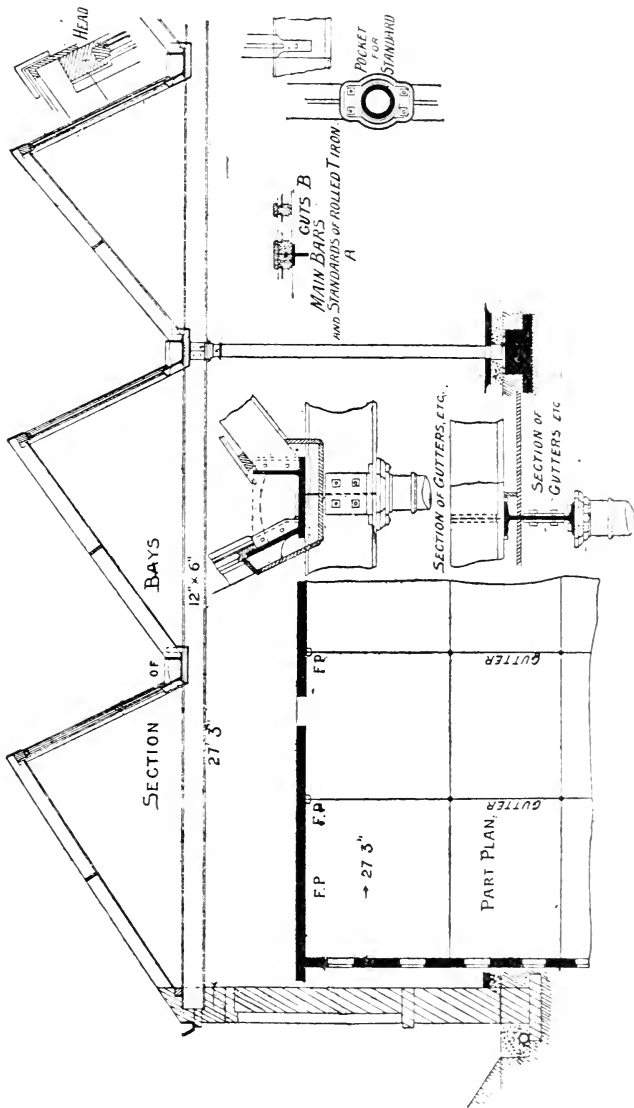 HEAD
POCKET
FOR
STANDARD
GUTS B
MAIN BARS
AND STANDARDS OF ROLLED T IRON.
A
SECTION OF BAYS
12" × 6"
27' 3"
SECTION OF GUTTERS, ETC.
SECTION OF
GUTTERS ETC
F.P
F.P
F.P
→ 27 3"
GUTTER
GUTTER
PART PLAN,